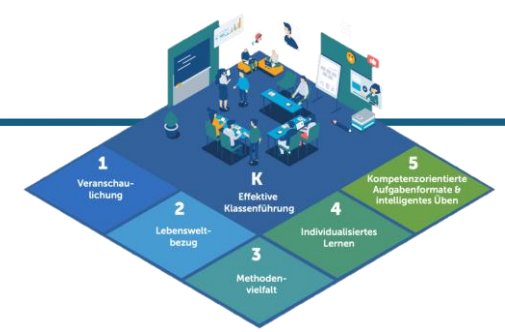 1
Veranschau-
lichung
2
Lebenswelt-
bezug
3
Methoden-
vielfalt
K
Effektive
Klassenführung
4
Individualisiertes
Lernen
5
Kompetenzorientierte
Aufgabenformate &
intelligentes Üben